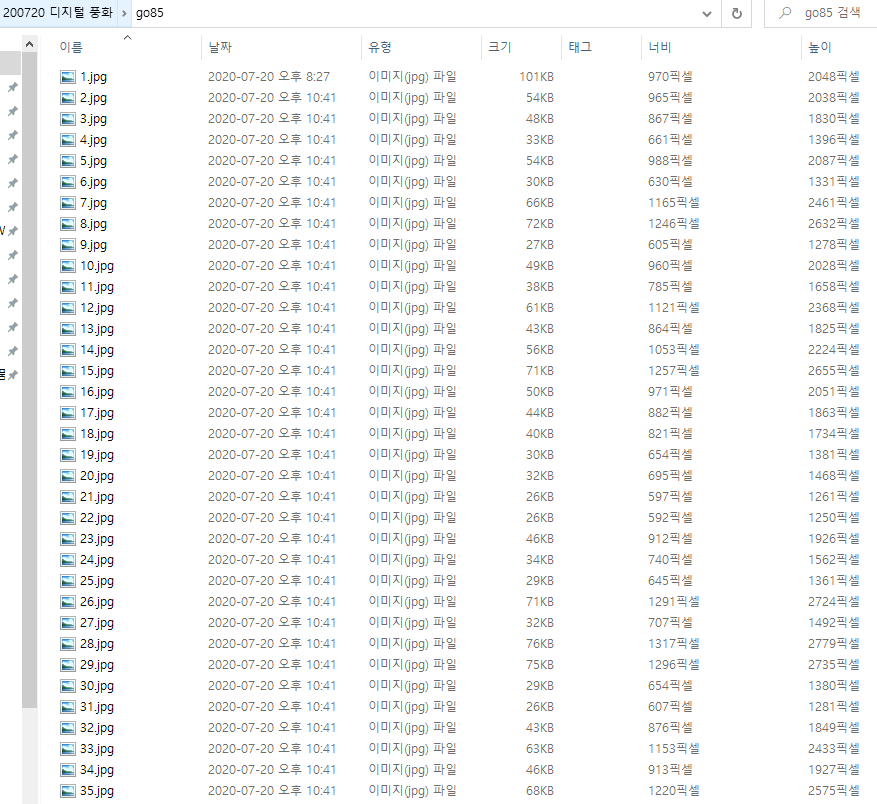 200720 디지털 풍화 › go85 go85 검색
이름 날짜 유형 크기 태그 너비 높이
1.jpg 2020-07-20 오후 8:27 이미지(jpg) 파일 101KB 970픽셀 2048픽셀
2.jpg 2020-07-20 오후 10:41 이미지(jpg) 파일 54KB 965픽셀 2038픽셀
3.jpg 2020-07-20 오후 10:41 이미지(jpg) 파일 48KB 867픽셀 1830픽셀
4.jpg 2020-07-20 오후 10:41 이미지(jpg) 파일 33KB 661픽셀 1396픽셀
5.jpg 2020-07-20 오후 10:41 이미지(jpg) 파일 54KB 988픽셀 2087픽셀
6.jpg 2020-07-20 오후 10:41 이미지(jpg) 파일 30KB 630픽셀 1331픽셀
7.jpg 2020-07-20 오후 10:41 이미지(jpg) 파일 66KB 1165픽셀 2461픽셀
8.jpg 2020-07-20 오후 10:41 이미지(jpg) 파일 72KB 1246픽셀 2632픽셀
9.jpg 2020-07-20 오후 10:41 이미지(jpg) 파일 27KB 605픽셀 1278픽셀
10.jpg 2020-07-20 오후 10:41 이미지(jpg) 파일 49KB 960픽셀 2028픽셀
11.jpg 2020-07-20 오후 10:41 이미지(jpg) 파일 38KB 785픽셀 1658픽셀
12.jpg 2020-07-20 오후 10:41 이미지(jpg) 파일 61KB 1121픽셀 2368픽셀
13.jpg 2020-07-20 오후 10:41 이미지(jpg) 파일 43KB 864픽셀 1825픽셀
14.jpg 2020-07-20 오후 10:41 이미지(jpg) 파일 56KB 1053픽셀 2224픽셀
15.jpg 2020-07-20 오후 10:41 이미지(jpg) 파일 71KB 1257픽셀 2655픽셀
16.jpg 2020-07-20 오후 10:41 이미지(jpg) 파일 50KB 971픽셀 2051픽셀
17.jpg 2020-07-20 오후 10:41 이미지(jpg) 파일 44KB 882픽셀 1863픽셀
18.jpg 2020-07-20 오후 10:41 이미지(jpg) 파일 40KB 821픽셀 1734픽셀
19.jpg 2020-07-20 오후 10:41 이미지(jpg) 파일 30KB 654픽셀 1381픽셀
20.jpg 2020-07-20 오후 10:41 이미지(jpg) 파일 32KB 695픽셀 1468픽셀
21.jpg 2020-07-20 오후 10:41 이미지(jpg) 파일 26KB 597픽셀 1261픽셀
22.jpg 2020-07-20 오후 10:41 이미지(jpg) 파일 26KB 592픽셀 1250픽셀
23.jpg 2020-07-20 오후 10:41 이미지(jpg) 파일 46KB 912픽셀 1926픽셀
24.jpg 2020-07-20 오후 10:41 이미지(jpg) 파일 34KB 740픽셀 1562픽셀
25.jpg 2020-07-20 오후 10:41 이미지(jpg) 파일 29KB 645픽셀 1361픽셀
26.jpg 2020-07-20 오후 10:41 이미지(jpg) 파일 71KB 1291픽셀 2724픽셀
27.jpg 2020-07-20 오후 10:41 이미지(jpg) 파일 32KB 707픽셀 1492픽셀
28.jpg 2020-07-20 오후 10:41 이미지(jpg) 파일 76KB 1317픽셀 2779픽셀
29.jpg 2020-07-20 오후 10:41 이미지(jpg) 파일 75KB 1296픽셀 2735픽셀
30.jpg 2020-07-20 오후 10:41 이미지(jpg) 파일 29KB 654픽셀 1380픽셀
31.jpg 2020-07-20 오후 10:41 이미지(jpg) 파일 26KB 607픽셀 1281픽셀
32.jpg 2020-07-20 오후 10:41 이미지(jpg) 파일 43KB 876픽셀 1849픽셀
33.jpg 2020-07-20 오후 10:41 이미지(jpg) 파일 63KB 1153픽셀 2433픽셀
34.jpg 2020-07-20 오후 10:41 이미지(jpg) 파일 46KB 913픽셀 1927픽셀
35.jpg 2020-07-20 오후 10:41 이미지(jpg) 파일 68KB 1220픽셀 2575픽셀